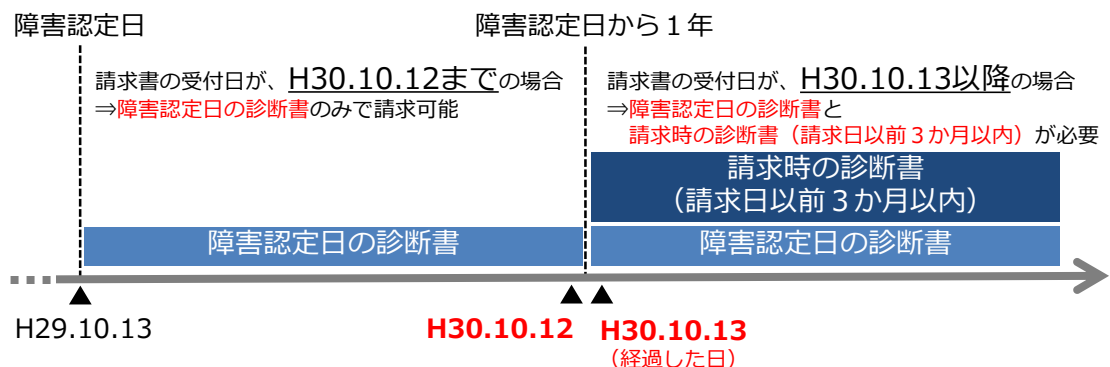 障害認定日
障害認定日から１年
請求書の受付日が、H30.10.12までの場合
⇒障害認定日の診断書のみで請求可能
請求書の受付日が、H30.10.13以降の場合
⇒障害認定日の診断書と
請求時の診断書（請求日以前３か月以内）が必要
請求時の診断書
（請求日以前３か月以内）
障害認定日の診断書
障害認定日の診断書
H29.10.13
H30.10.12
H30.10.13
（経過した日）